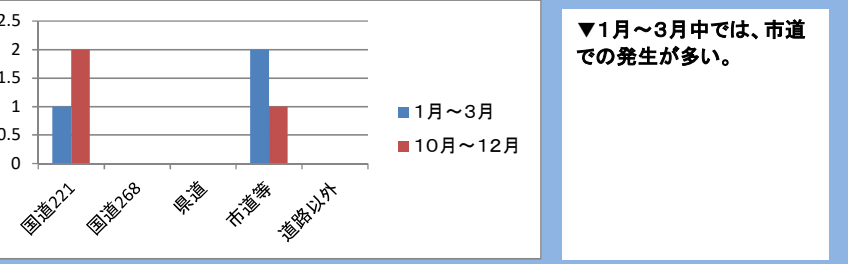 2.5
2
1.5
1
0.5
0
国道221
国道268
県道
市道等
道路以外
1月～3月
10月～12月
▼1月～3月中では、市道
での発生が多い。